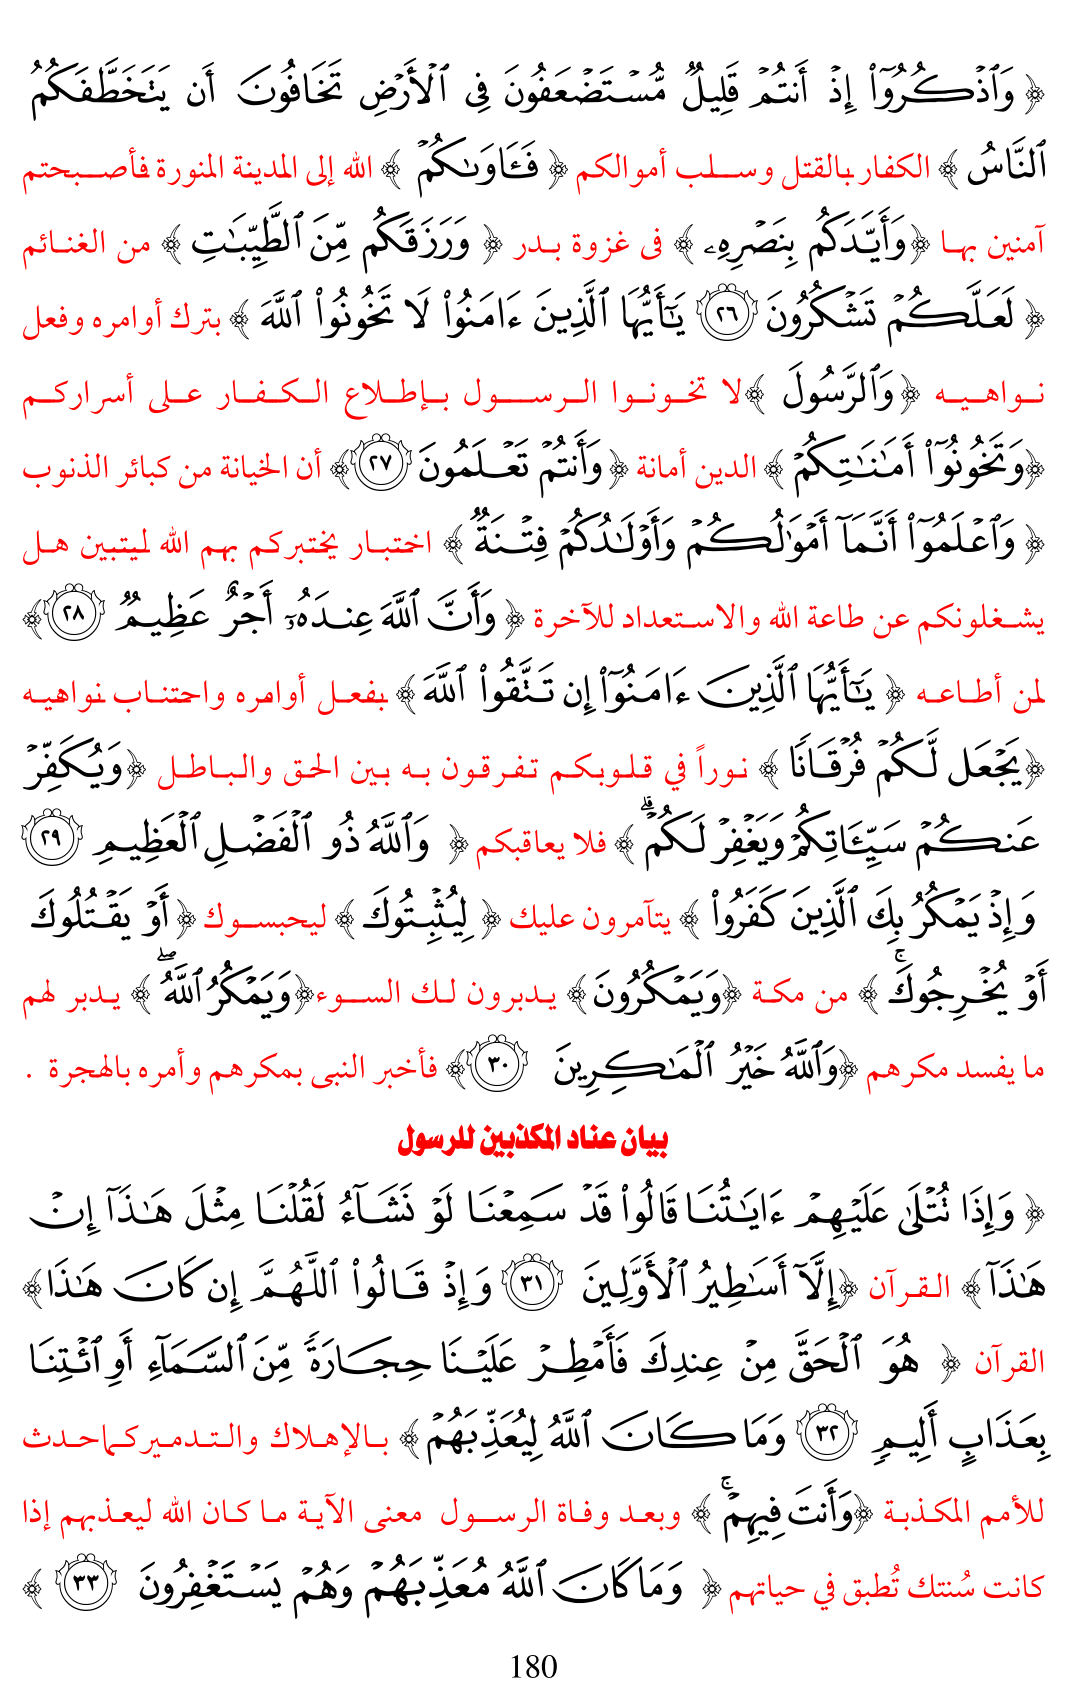 ﴿ وَٱذۡكُرُوٓاْ إِذۡ أَنتُمۡ قَلِيلٞ مُّسۡتَضۡعَفُونَ فِي ٱلۡأَرۡضِ تَخَافُونَ أَن يَتَخَطَّفَكُمُ
ٱلنَّاسُ ﴾ الكفار بالقتل وسلب أموالكم ﴿ فَـَٔاوَىٰكُمۡ ﴾ الله إلى المدينة المنورة فأصبحتم
آمنين بها ﴿وَأَيَّدَكُم بِنَصۡرِهِۦ ﴾ فى غزوة بدر ﴿ وَرَزَقَكُم مِّنَ ٱلطَّيِّبَٰتِ ﴾ من الغنائم
﴿ لَعَلَّكُمۡ تَشۡكُرُونَ ٢٦ يَٰٓأَيُّهَا ٱلَّذِينَ ءَامَنُواْ لَا تَخُونُواْ ٱللَّهَ ﴾ بترك أوامره وفعل
نواهيه ﴿وَٱلرَّسُولَ ﴾لا تخونوا الرسول بإطلاع الكفار على أسراركم
﴿وَتَخُونُوٓاْ أَمَٰنَٰتِكُمۡ ﴾ الدين أمانة ﴿وَأَنتُمۡ تَعۡلَمُونَ ٢٧﴾ أن الخيانة من كبائر الذنوب
﴿ وَٱعۡلَمُوٓاْ أَنَّمَآ أَمۡوَٰلُكُمۡ وَأَوۡلَٰدُكُمۡ فِتۡنَةٞ ﴾ اختبار يختبركم بهم الله ليتبين هل
يشغلونكم عن طاعة الله والاستعداد للآخرة ﴿ وَأَنَّ ٱللَّهَ عِندَهُۥٓ أَجۡرٌ عَظِيمٞ ٢٨﴾
لمن أطاعه ﴿ يَٰٓأَيُّهَا ٱلَّذِينَ ءَامَنُوٓاْ إِن تَتَّقُواْ ٱللَّهَ ﴾ بفعل أوامره واحتناب نواهيه
﴿يَجۡعَل لَّكُمۡ فُرۡقَانٗا ﴾ نوراً في قلوبكم تفرقون به بين الحق والباطل ﴿وَيُكَفِّرۡ
عَنكُمۡ سَيِّـَٔاتِكُمۡ وَيَغۡفِرۡ لَكُمۡۗ ﴾ فلا يعاقبكم ﴿ وَٱللَّهُ ذُو ٱلۡفَضۡلِ ٱلۡعَظِيمِ ٢٩
وَإِذۡ يَمۡكُرُ بِكَ ٱلَّذِينَ كَفَرُواْ ﴾ يتآمرون عليك ﴿ لِيُثۡبِتُوكَ ﴾ ليحبسوك ﴿أَوۡ يَقۡتُلُوكَ
أَوۡ يُخۡرِجُوكَۚ ﴾ من مكة ﴿وَيَمۡكُرُونَ ﴾ يدبرون لك السوء﴿وَيَمۡكُرُ ٱللَّهُۖ ﴾ يدبر لهم
ما يفسد مكرهم ﴿وَٱللَّهُ خَيۡرُ ٱلۡمَٰكِرِينَ ٣٠﴾ فأخبر النبى بمكرهم وأمره بالهجرة .
بيان عناد المكذبين للرسول
﴿ وَإِذَا تُتۡلَىٰ عَلَيۡهِمۡ ءَايَٰتُنَا قَالُواْ قَدۡ سَمِعۡنَا لَوۡ نَشَآءُ لَقُلۡنَا مِثۡلَ هَٰذَآ إِنۡ
هَٰذَآ ﴾ القرآن ﴿إِلَّآ أَسَٰطِيرُ ٱلۡأَوَّلِينَ ٣١ وَإِذۡ قَالُواْ ٱللَّهُمَّ إِن كَانَ هَٰذَا﴾
القرآن ﴿ هُوَ ٱلۡحَقَّ مِنۡ عِندِكَ فَأَمۡطِرۡ عَلَيۡنَا حِجَارَةٗ مِّنَ ٱلسَّمَآءِ أَوِ ٱئۡتِنَا
بِعَذَابٍ أَلِيمٖ ٣٢ وَمَا كَانَ ٱللَّهُ لِيُعَذِّبَهُمۡ ﴾ بالإهلاك والتدميركماحدث
للأمم المكذبة ﴿وَأَنتَ فِيهِمۡۚ ﴾ وبعد وفاة الرسول معنى الآية ما كان الله ليعذبهم إذا
كانت سُنتك تُطبق في حياتهم ﴿ وَمَا كَانَ ٱللَّهُ مُعَذِّبَهُمۡ وَهُمۡ يَسۡتَغۡفِرُونَ ٣٣ ﴾
180